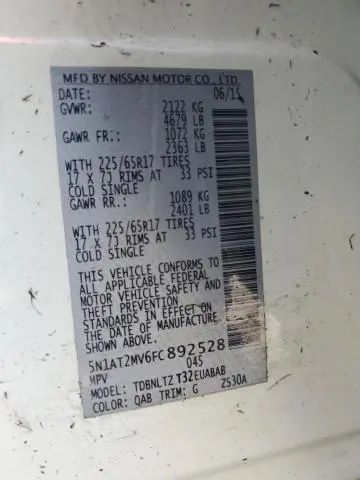 MFD BY NISSAN MOTOR CO., LTD.
DATE: 06/15
GVWR: 2122 KG
4679 LB
GAWR FR.: 1072 KG
2363 LB
WITH 225/65R17 TIRES
17 X 7J RIMS AT 33 PSI
COLD SINGLE
GAWR RR.: 1089 KG
2401 LB
WITH 225/65R17 TIRES
17 X 7J RIMS AT 33 PSI
COLD SINGLE
THIS VEHICLE CONFORMS TO
ALL APPLICABLE FEDERAL
MOTOR VEHICLE SAFETY AND
THEFT PREVENTION
STANDARDS IN EFFECT ON
THE DATE OF MANUFACTURE
SHOWN ABOVE.
5N1AT2MV6FC892528
MPV 045
MODEL: TDBNLTZ T32EUABAB
COLOR: QAB TRIM: G ZS30A